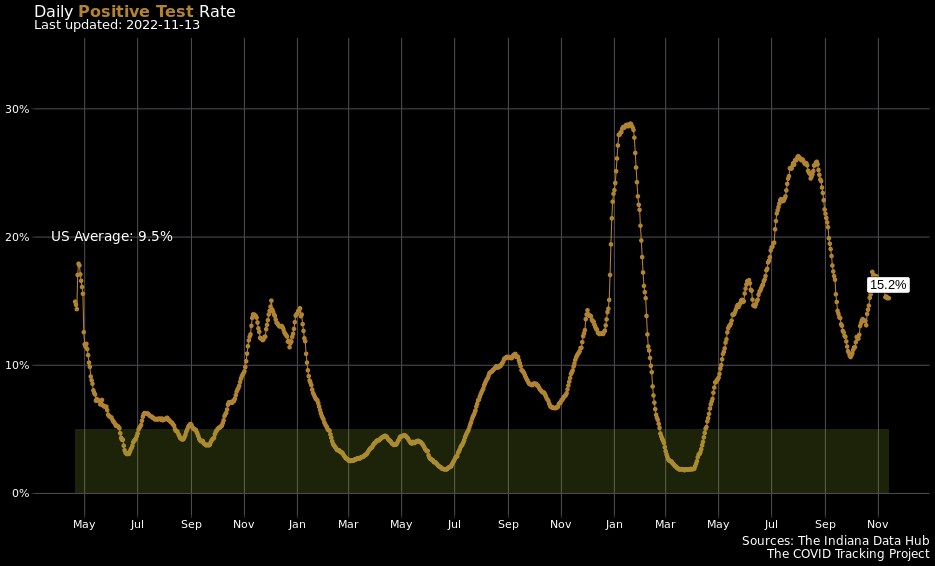 Daily Positive Test Rate
Last updated: 2022-11-13
30%
20%
US Average: 9.5%
15.2%
10%
0%
May Jul Sep Nov Jan Mar May Jul Sep Nov Jan Mar May Jul Sep Nov
Sources: The Indiana Data Hub
The COVID Tracking Project